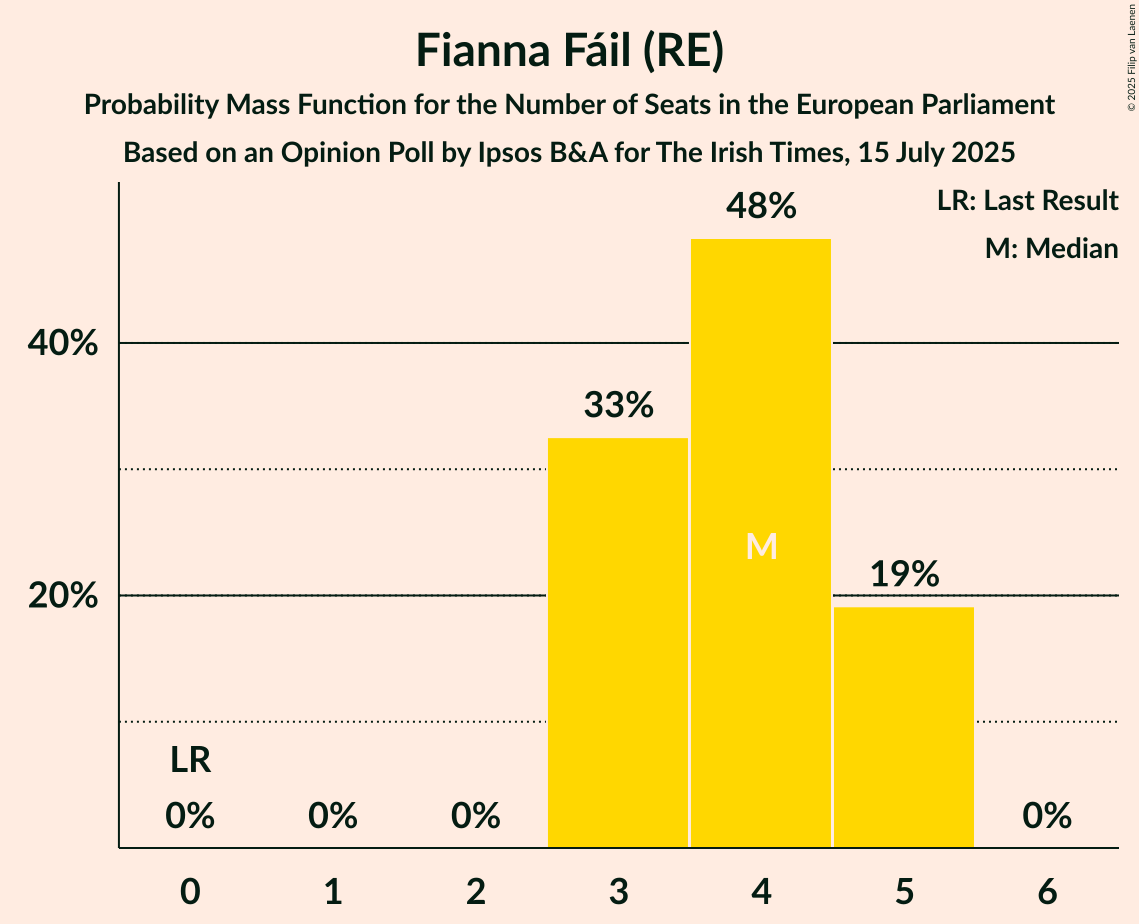 Fianna Fáil (RE)
Probability Mass Function for the Number of Seats in the European Parliament
Based on an Opinion Poll by Ipsos B&A for The Irish Times, 15 July 2025
© 2025 Filip van Laenen
LR: Last Result
M: Median
48%
40%
33%
M
20%
19%
LR
0%
0%
0%
0%
0
1
2
3
4
5
6